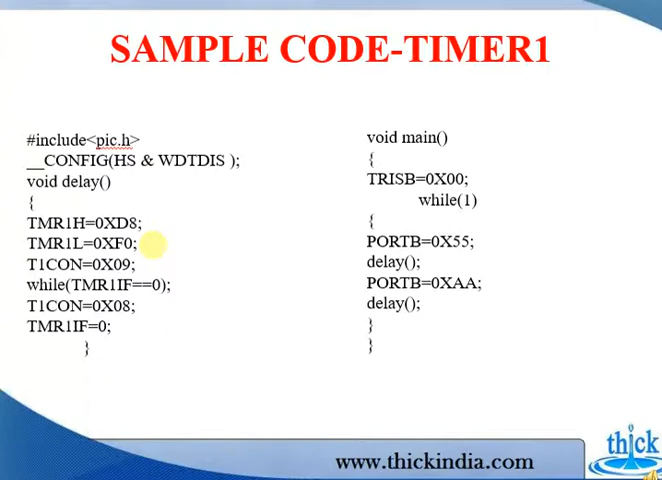 SAMPLE CODE-TIMER1
#include<pic.h>
__CONFIG(HS & WDTDIS );
void delay()
{
TMR1H=0XD8;
TMR1L=0XF0;
T1CON=0X09;
while(TMR1IF==0);
T1CON=0X08;
TMR1IF=0;
}
void main()
{
TRISB=0X00;
while(1)
{
PORTB=0X55;
delay();
PORTB=0XAA;
delay();
}
}
www.thickindia.com
thick